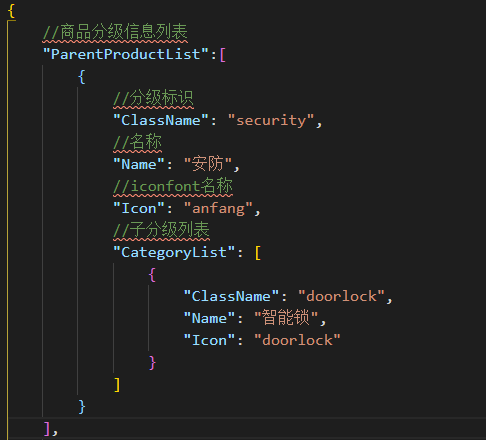 {
//商品分级信息列表
"ParentProductList":[
{
//分级标识
"ClassName": "security",
//名称
"Name": "安防",
//iconfont名称
"Icon": "anfang",
//子分级列表
"CategoryList": [
{
"ClassName": "doorlock",
"Name": "智能锁",
"Icon": "doorlock"
}
]
}
],